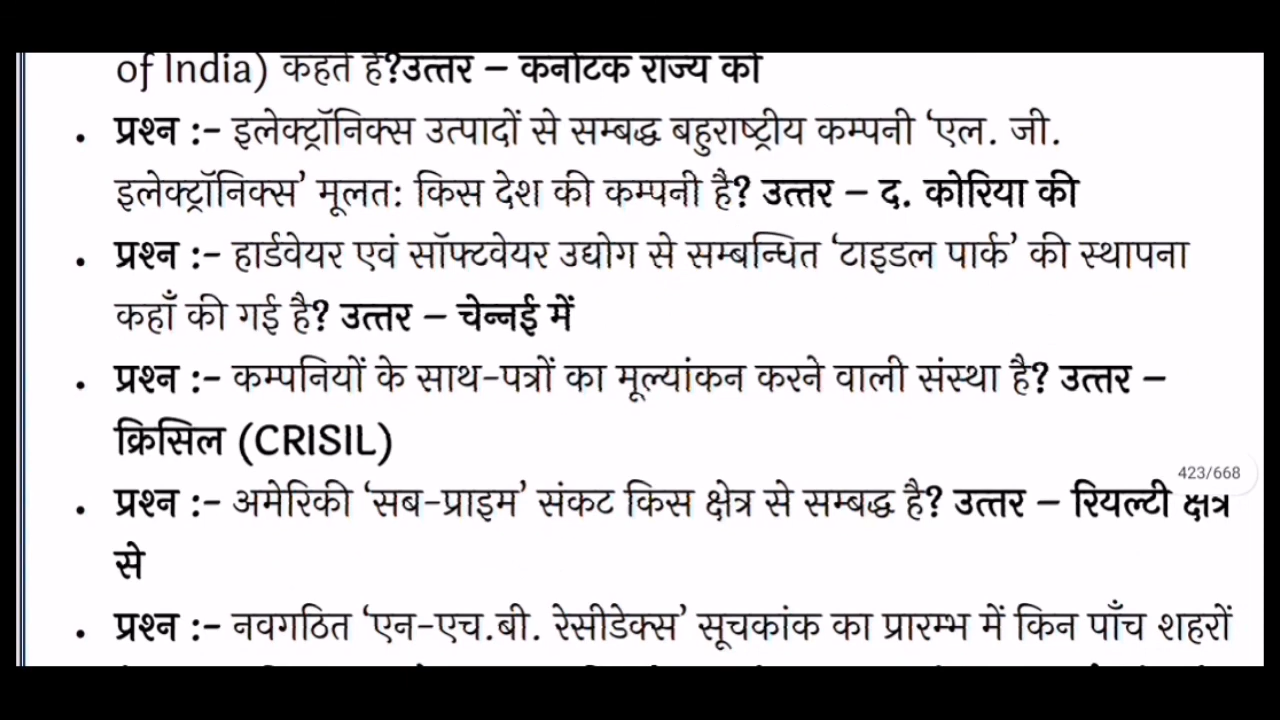 of India) कहते है?उत्तर – कर्नाटक राज्य को
• प्रश्न :- इलेक्ट्रॉनिक्स उत्पादों से सम्बद्ध बहुराष्ट्रीय कम्पनी ‘एल. जी.
इलेक्ट्रॉनिक्स’ मूलत: किस देश की कम्पनी है? उत्तर – द. कोरिया की
• प्रश्न :- हार्डवेयर एवं सॉफ्टवेयर उद्योग से सम्बन्धित ‘टाइडल पार्क’ की स्थापना
कहाँ की गई है? उत्तर – चेन्नई में
• प्रश्न :- कम्पनियों के साथ-पत्रों का मूल्यांकन करने वाली संस्था है? उत्तर –
क्रिसिल (CRISIL)
423/668
• प्रश्न :- अमेरिकी ‘सब-प्राइम’ संकट किस क्षेत्र से सम्बद्ध है? उत्तर – रियल्टी क्षेत्र
से
• प्रश्न :- नवगठित ‘एन-एच.बी. रेसीडेक्स’ सूचकांक का प्रारम्भ में किन पाँच शहरों